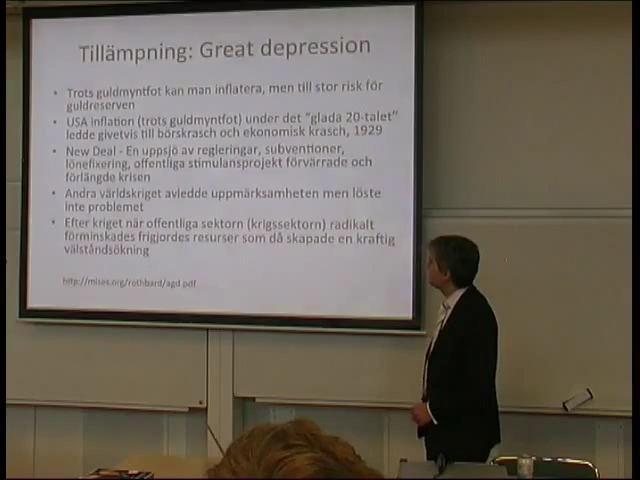 Tillämpning: Great depression
• Trots guldmyntfot kan man inflatera, men till stor risk för
guldreserven
• USA inflation (trots guldmyntfot) under det "glada 20-talet"
ledde givetvis till börskrasch och ekonomisk krasch, 1929
• New Deal - En uppsjö av regleringar, subventioner,
lönefixering, offentliga stimulansprojekt förvärrade och
förlängde krisen
• Andra världskriget avledde uppmärksamheten men löste
inte problemet
• Efter kriget när offentliga sektorn (krigssektorn) radikalt
förminskades frigjordes resurser som då skapade en kraftig
välståndsökning
http://mises.org/rothbard/agd.pdf